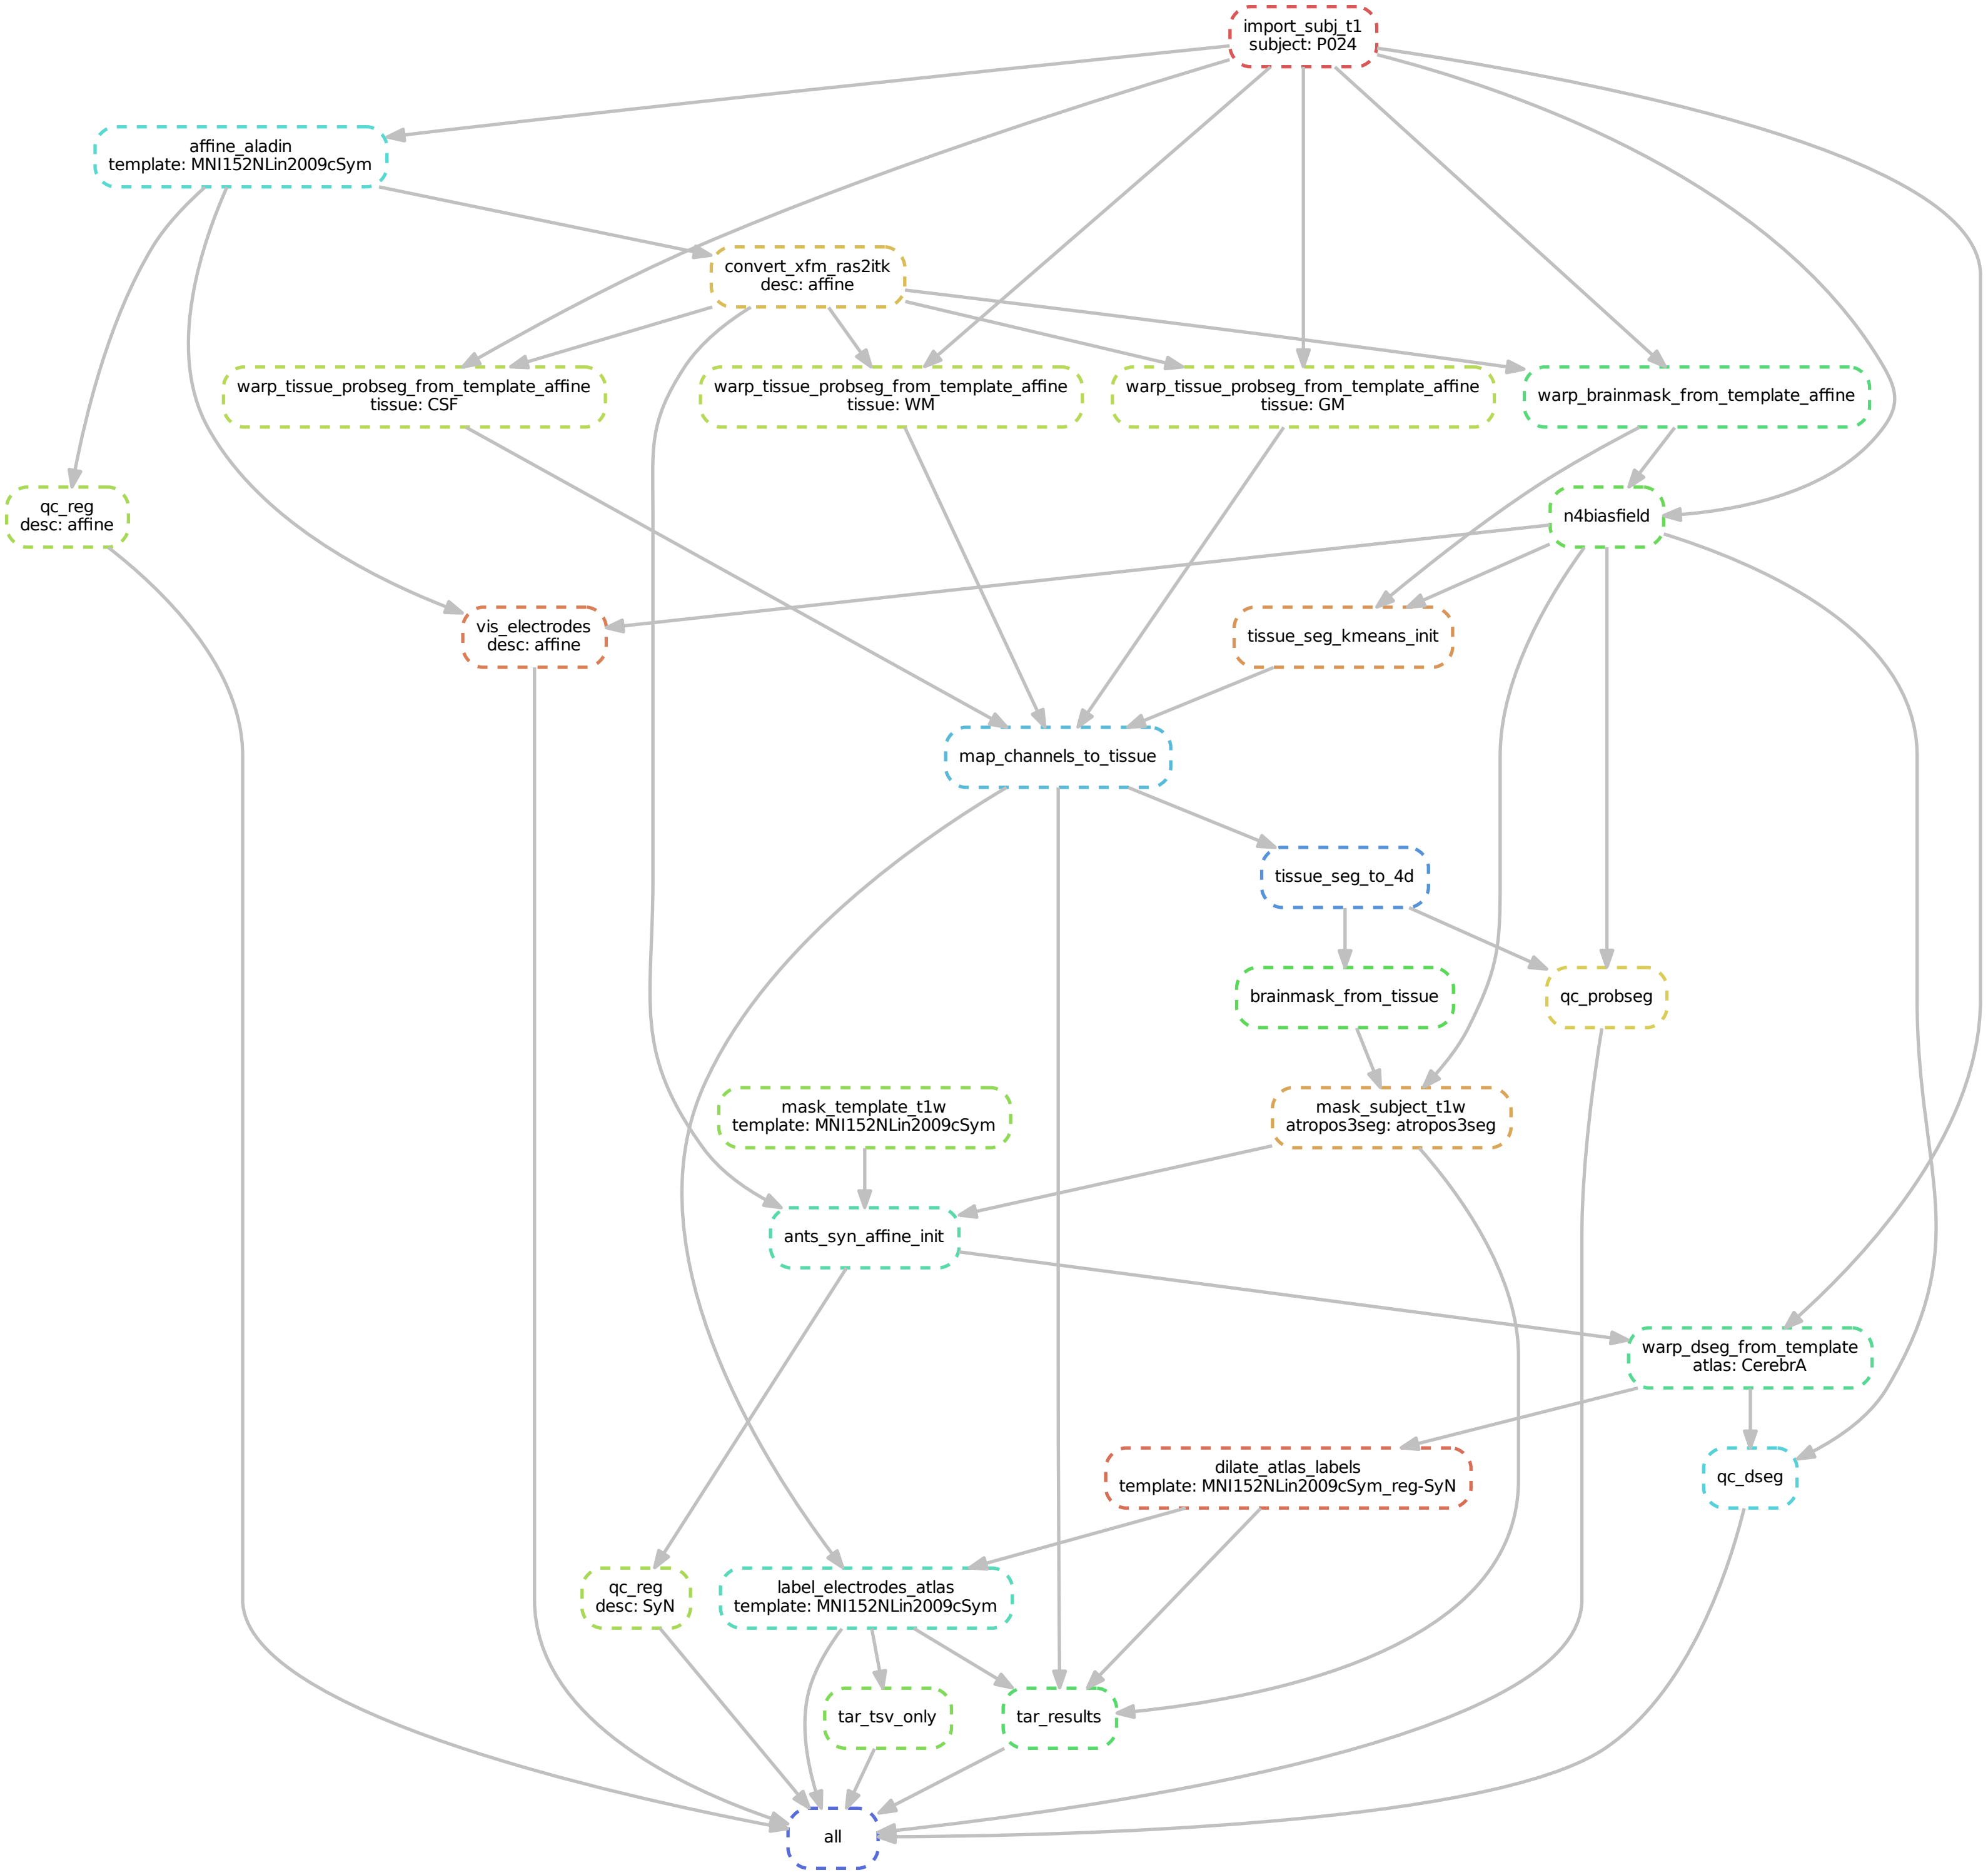 import_subj_t1
subject: P024
affine_aladin
template: MNI152NLin2009cSym
convert_xfm_ras2itk
desc: affine
warp_tissue_probseg_from_template_affine
tissue: CSF
warp_tissue_probseg_from_template_affine
tissue: WM
warp_tissue_probseg_from_template_affine
tissue: GM
warp_brainmask_from_template_affine
qc_reg
desc: affine
n4biasfield
vis_electrodes
desc: affine
tissue_seg_kmeans_init
map_channels_to_tissue
tissue_seg_to_4d
brainmask_from_tissue
qc_probseg
mask_template_t1w
template: MNI152NLin2009cSym
mask_subject_t1w
atropos3seg: atropos3seg
ants_syn_affine_init
warp_dseg_from_template
atlas: CerebrA
dilate_atlas_labels
template: MNI152NLin2009cSym_reg-SyN
qc_dseg
qc_reg
desc: SyN
label_electrodes_atlas
template: MNI152NLin2009cSym
tar_tsv_only
tar_results
all